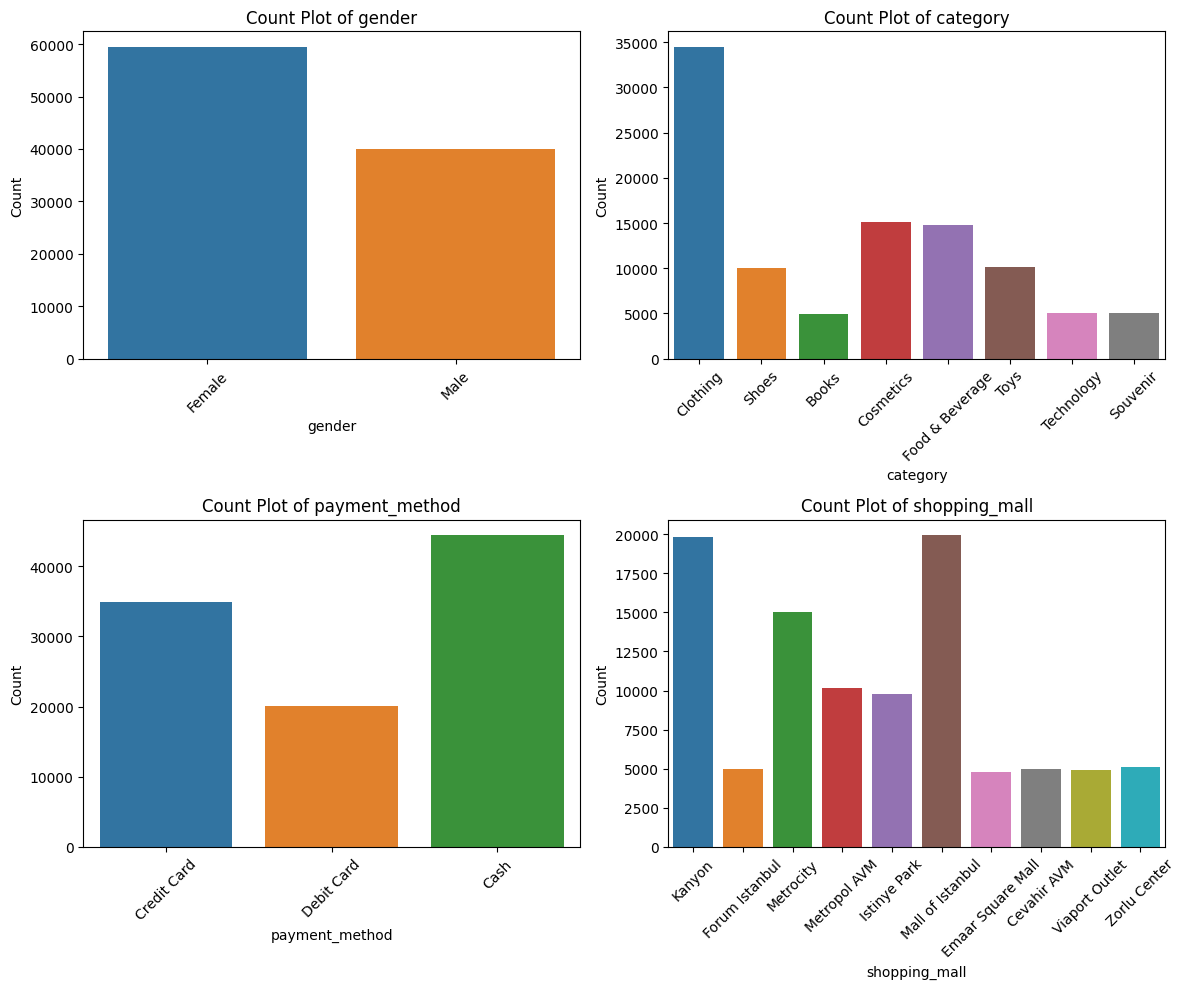 Count Plot of gender
60000
50000
40000
30000
20000
10000
0
Count
Female
Male
gender
Count Plot of category
35000
30000
25000
20000
15000
10000
5000
0
Count
Clothing
Shoes
Books
Cosmetics
Food & Beverage
Toys
Technology
Souvenir
category
Count Plot of payment_method
40000
30000
20000
10000
0
Count
Credit Card
Debit Card
Cash
payment_method
Count Plot of shopping_mall
20000
17500
15000
12500
10000
7500
5000
2500
0
Count
Kanyon
Forum Istanbul
Metrocity
Metropol AVM
Istinye Park
Mall of Istanbul
Emaar Square Mall
Cevahir AVM
Viaport Outlet
Zorlu Center
shopping_mall